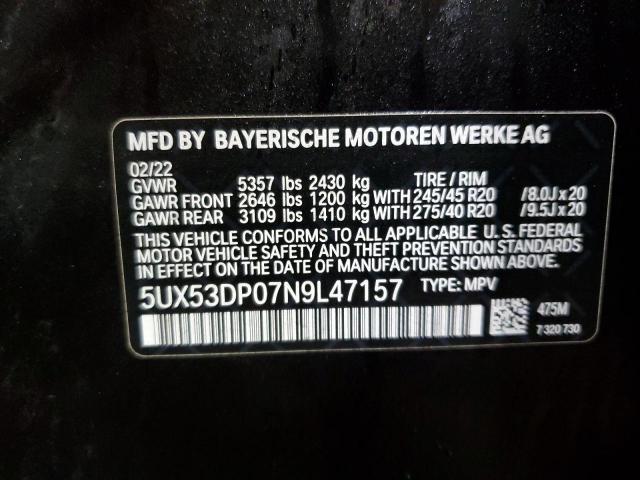 MFD BY BAYERISCHE MOTOREN WERKE AG
02/22
GVWR 5357 lbs 2430 kg TIRE / RIM
GAWR FRONT 2646 lbs 1200 kg WITH 245/45 R20 /8.0J x 20
GAWR REAR 3109 lbs 1410 kg WITH 275/40 R20 /9.5J x 20
THIS VEHICLE CONFORMS TO ALL APPLICABLE U.S. FEDERAL
MOTOR VEHICLE SAFETY AND THEFT PREVENTION STANDARDS
IN EFFECT ON THE DATE OF MANUFACTURE SHOWN ABOVE.
5UX53DP07N9L47157 TYPE: MPV
475M
7 320 730